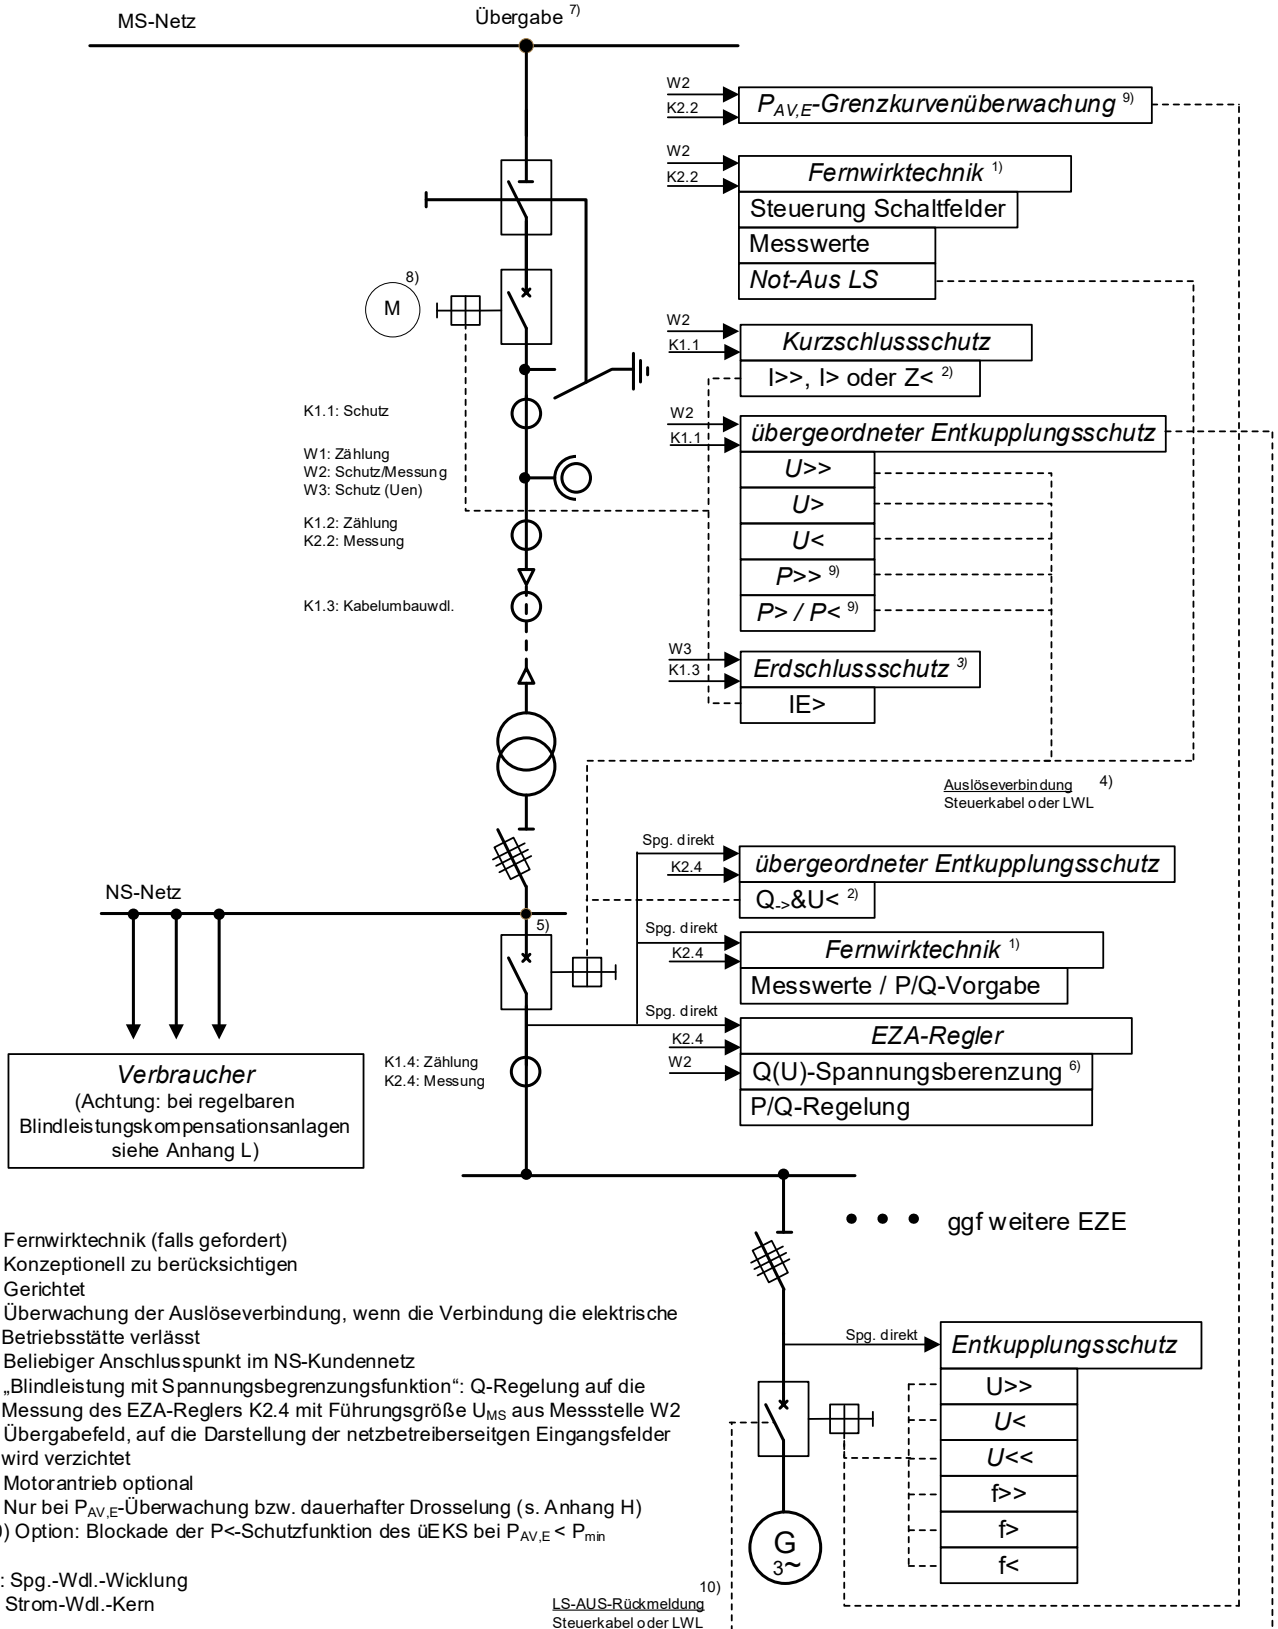 MS-Netz
Übergabe 7)
W2
K2.2
P_AV,E-Grenzkurvenüberwachung 9)
W2
K2.2
Fernwirktechnik 1)
Steuerung Schaltfelder
Messwerte
Not-Aus LS
8)
M
W2
K1.1
Kurzschlussschutz
I>>, I> oder Z< 2)
K1.1: Schutz
W1: Zählung
W2: Schutz/Messung
W3: Schutz (Uen)
K1.2: Zählung
K2.2: Messung
K1.3: Kabelumbauwdl.
W2
K1.1
übergeordneter Entkupplungsschutz
U>>
U>
U<
P>> 9)
P> / P< 9)
W3
K1.3
Erdschlussschutz 3)
IE>
Auslöseverbindung 4)
Steuerkabel oder LWL
Spg. direkt
K2.4
übergeordneter Entkupplungsschutz
Q->&U< 2)
NS-Netz
5)
Spg. direkt
K2.4
Fernwirktechnik 1)
Messwerte / P/Q-Vorgabe
Spg. direkt
K2.4
W2
EZA-Regler
Q(U)-Spannungsberenzung 6)
P/Q-Regelung
K1.4: Zählung
K2.4: Messung
Verbraucher
(Achtung: bei regelbaren
Blindleistungskompensationsanlagen
siehe Anhang L)
ggf weitere EZE
Fernwirktechnik (falls gefordert)
Konzeptionell zu berücksichtigen
Gerichtet
Überwachung der Auslöseverbindung, wenn die Verbindung die elektrische
Betriebsstätte verlässt
Beliebiger Anschlusspunkt im NS-Kundennetz
„Blindleistung mit Spannungsbegrenzungsfunktion“: Q-Regelung auf die
Messung des EZA-Reglers K2.4 mit Führungsgröße U_MS aus Messstelle W2
Übergabefeld, auf die Darstellung der netzbetreiberseitgen Eingangsfelder
wird verzichtet
Motorantrieb optional
Nur bei P_AV,E-Überwachung bzw. dauerhafter Drosselung (s. Anhang H)
) Option: Blockade der P<-Schutzfunktion des üEKS bei P_AV,E < P_min
: Spg.-Wdl.-Wicklung
Strom-Wdl.-Kern
Spg. direkt
Entkupplungsschutz
U>>
U<
U<<
f>>
f>
f<
G
3~
10)
LS-AUS-Rückmeldung
Steuerkabel oder LWL